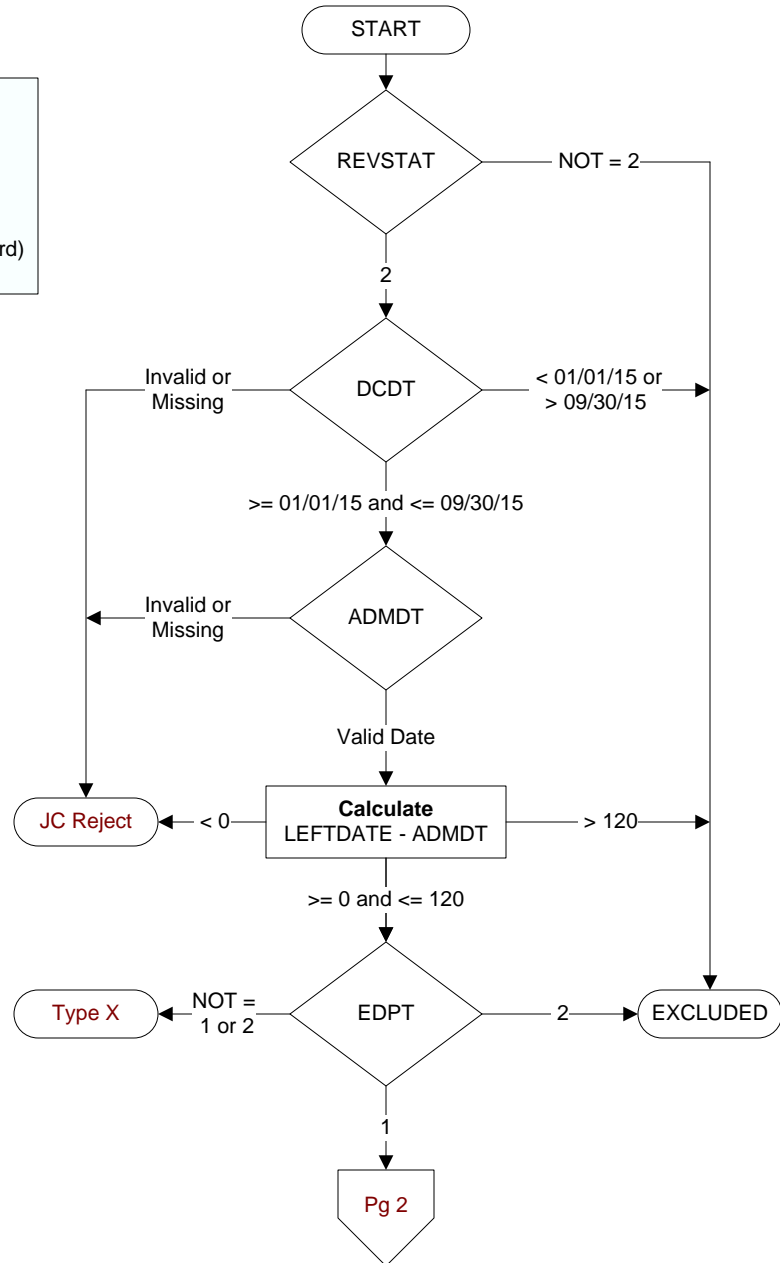 START
REVSTAT
NOT = 2
2
rd)
Invalid or
Missing
DCDT
< 01/01/15 or
> 09/30/15
>= 01/01/15 and <= 09/30/15
Invalid or
Missing
ADMDT
Valid Date
JC Reject
< 0
Calculate
LEFTDATE - ADMDT
> 120
>= 0 and <= 120
Type X
NOT =
1 or 2
EDPT
2
EXCLUDED
1
Pg 2